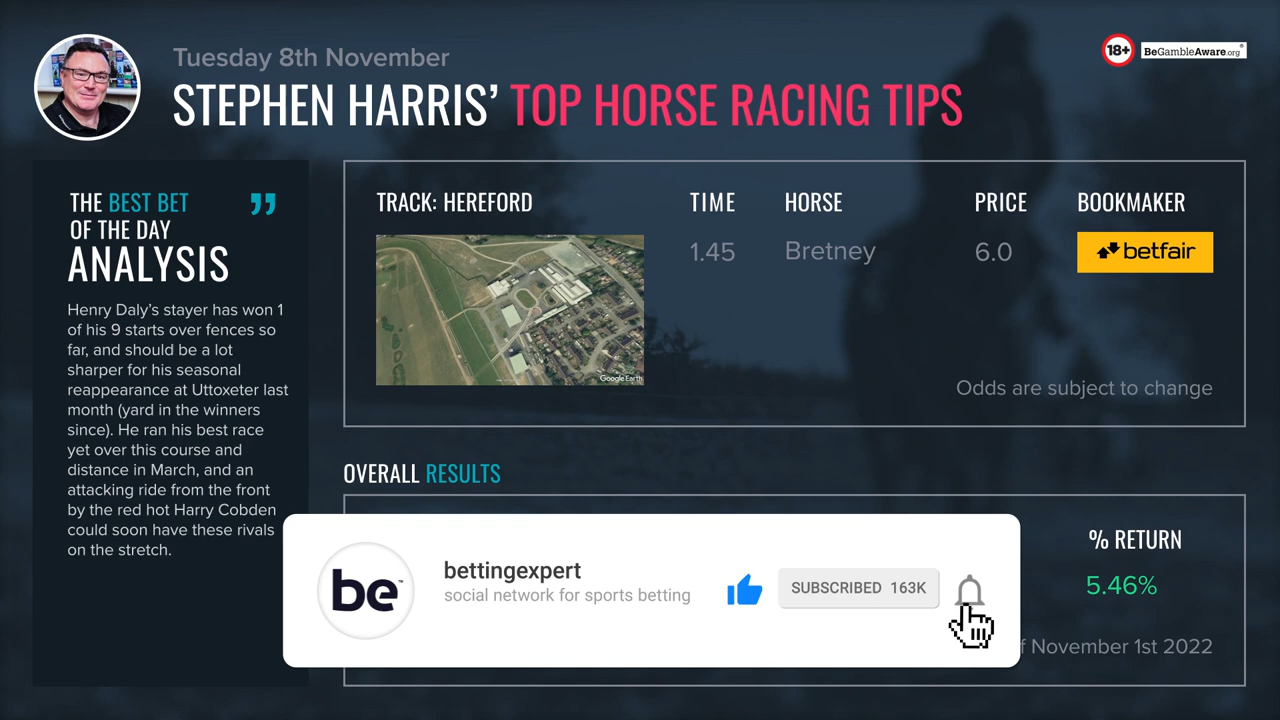 Tuesday 8th November
STEPHEN HARRIS’ TOP HORSE RACING TIPS
18+ BeGambleAware.org®
THE BEST BET ”
OF THE DAY
ANALYSIS
Henry Daly’s stayer has won 1
of his 9 starts over fences so
far, and should be a lot
sharper for his seasonal
reappearance at Uttoxeter last
month (yard in the winners
since). He ran his best race
yet over this course and
distance in March, and an
attacking ride from the front
by the red hot Harry Cobden
could soon have these rivals
on the stretch.
TRACK: HEREFORD TIME HORSE PRICE BOOKMAKER
1.45 Bretney 6.0 betfair
Google Earth
Odds are subject to change
OVERALL RESULTS
% RETURN
5.46%
f November 1st 2022
be™
bettingexpert
social network for sports betting
SUBSCRIBED 163K